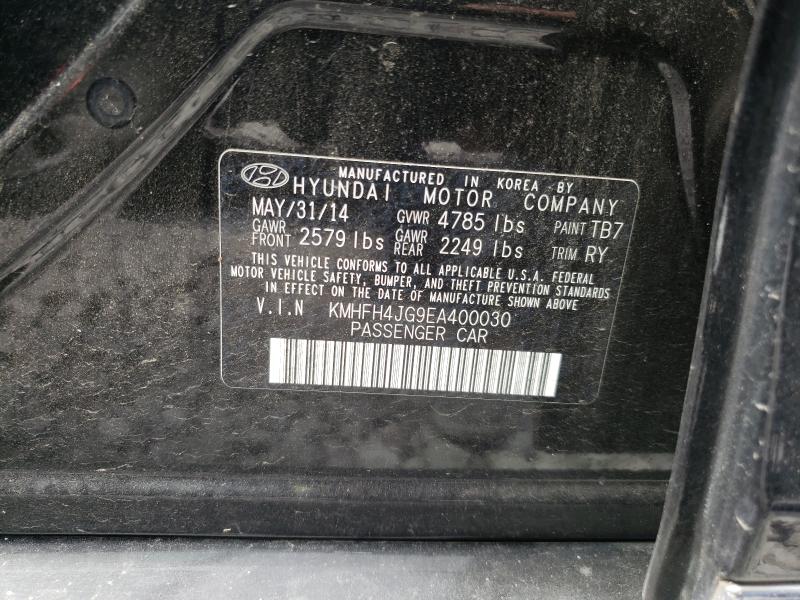 MANUFACTURED IN KOREA BY
HYUNDAI MOTOR COMPANY
MAY/31/14 GVWR 4785 lbs PAINT TB7
GAWR FRONT 2579 lbs GAWR REAR 2249 lbs TRIM RY
THIS VEHICLE CONFORMS TO ALL APPLICABLE U.S.A. FEDERAL
MOTOR VEHICLE SAFETY, BUMPER, AND THEFT PREVENTION STANDARDS
IN EFFECT ON THE DATE OF MANUFACTURE SHOWN ABOVE
V.I.N KMHFH4JG9EA400030
PASSENGER CAR